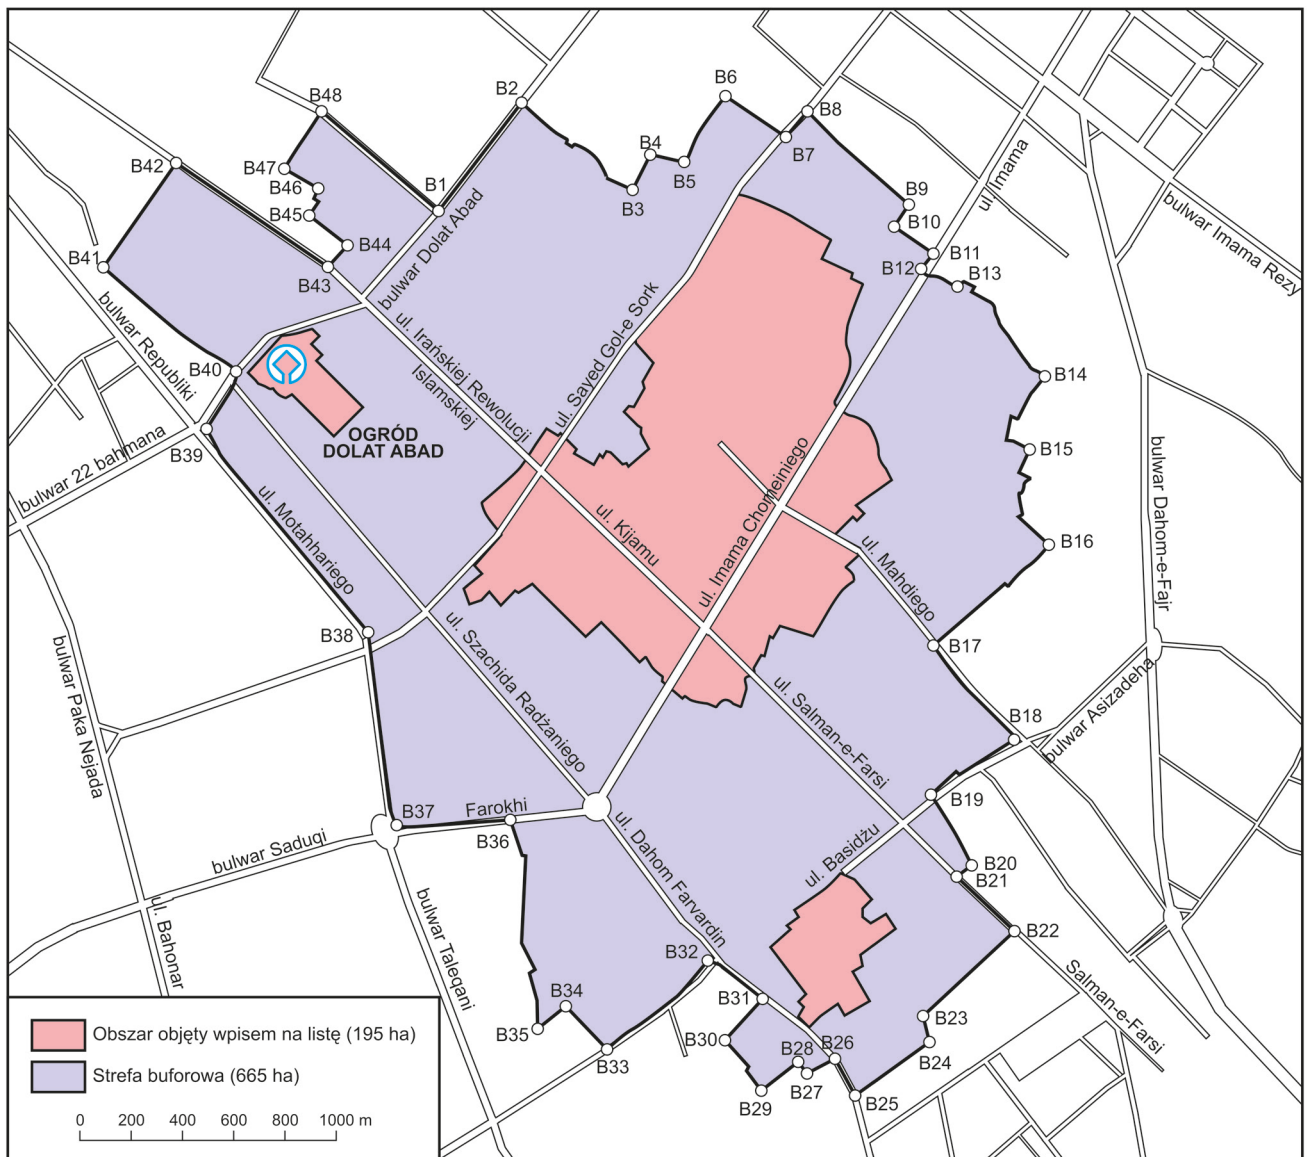 B48
B2
B6
B8
B42
B47
B46
B45
B1
B4
B5
B3
B7
B9
B10
ul. Imama
bulwar Imama Rezy
B41
B44
B43
bulwar Dolat Abad
B11
B12
B13
bulwar Republiki
ul. Irańskiej Rewolucji
Islamskiej
ul. Sayed Gol-e Sork
B40
B14
OGRÓD
DOLAT ABAD
B39
bulwar 22 bahmana
B15
bulwar Dahom-e-Fajr
ul. Motahhariego
ul. Kijamu
ul. Imama Chomeiniego
ul. Mahdiego
B16
B38
B17
bulwar Paka Nejada
ul. Szachida Radżaniego
ul. Salman-e-Farsi
B18
bulwar Asizadeha
B19
B37
Farokhi
B36
bulwar Saduqi
ul. Dahom Farvardin
ul. Basidżu
B20
B21
ul. Bahonar
bulwar Taleqani
B22
B32
Salman-e-Farsi
B34
B35
B31
B33
B30
B23
B24
B28
B26
B27
B29
B25
Obszar objęty wpisem na listę (195 ha)
Strefa buforowa (665 ha)
0 200 400 600 800 1000 m